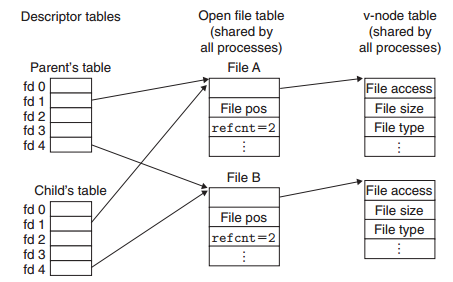 Descriptor tables
Open file table
(shared by
all processes)
v-node table
(shared by
all processes)
Parent's table
fd 0
fd 1
fd 2
fd 3
fd 4
Child's table
fd 0
fd 1
fd 2
fd 3
fd 4
File A
File pos
refcnt=2
⋮
File B
File pos
refcnt=2
⋮
File access
File size
File type
⋮
File access
File size
File type
⋮